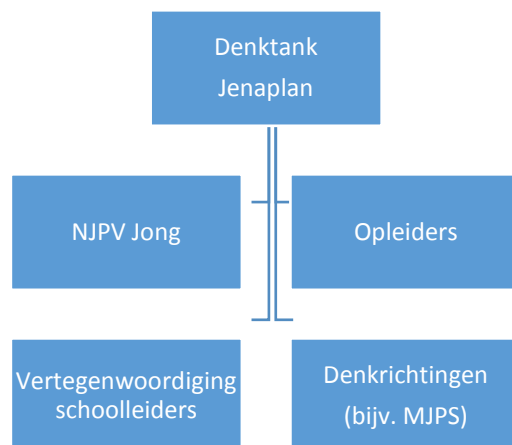 Denktank
Jenaplan
NJPV Jong
Opleiders
Vertegenwoordiging
schoolleiders
Denkrichtingen
(bijv. MJPS)